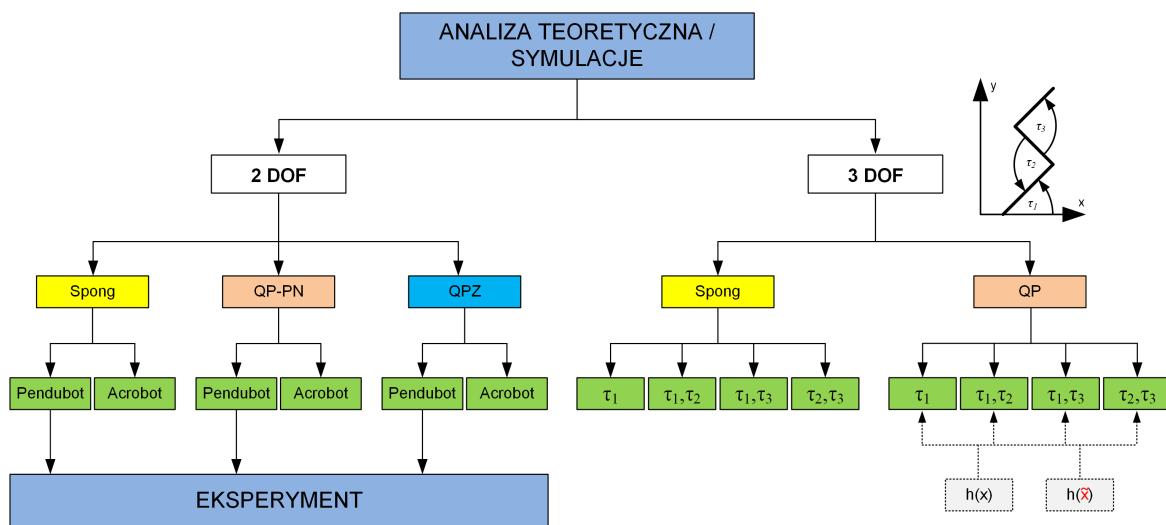 ANALIZA TEORETYCZNA /
SYMULACJE
y
τ3
τ2
τ1
x
2 DOF
3 DOF
Spong
QP-PN
QPZ
Spong
QP
Pendubot
Acrobot
Pendubot
Acrobot
Pendubot
Acrobot
τ1
τ1,τ2
τ1,τ3
τ2,τ3
τ1
τ1,τ2
τ1,τ3
τ2,τ3
EKSPERYMENT
h(x)
h(x̃)